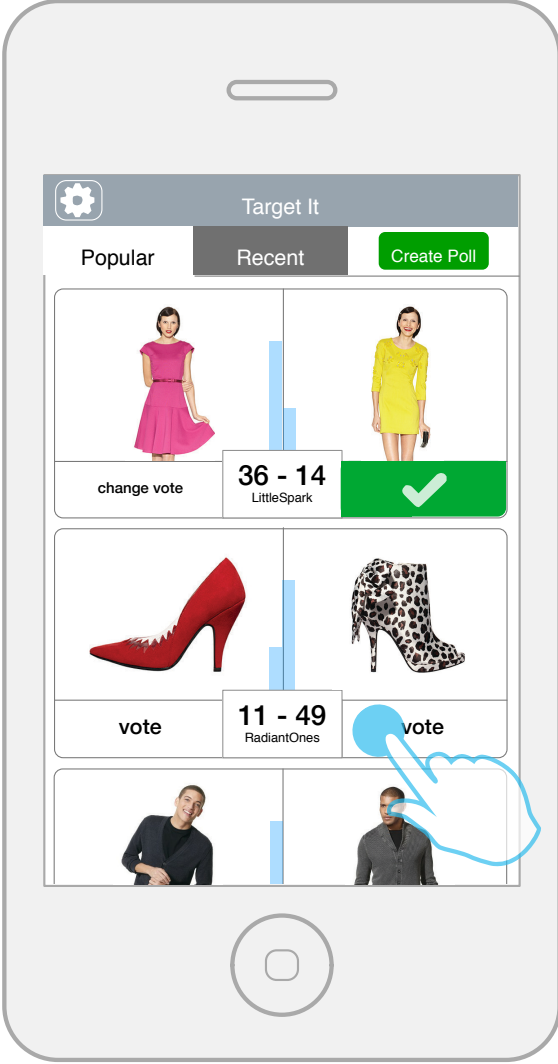 Target It
Popular
Recent
Create Poll
change vote
36 - 14
LittleSpark
vote
11 - 49
RadiantOnes
vote